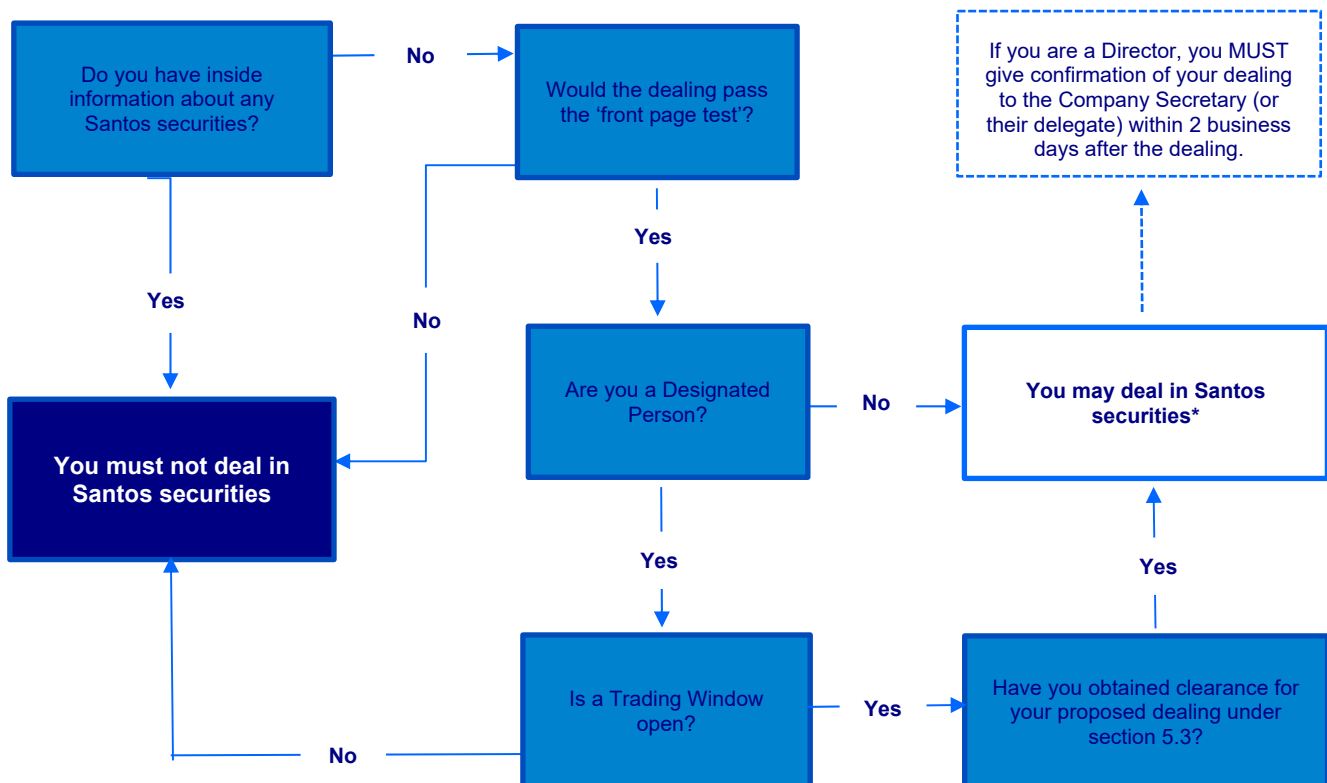 Do you have inside
information about any
Santos securities?
No
Would the dealing pass
the ‘front page test’?
If you are a Director, you MUST
give confirmation of your dealing
to the Company Secretary (or
their delegate) within 2 business
days after the dealing.
Yes
No
Yes
You must not deal in
Santos securities
Are you a Designated
Person?
No
You may deal in Santos
securities*
Yes
Yes
Is a Trading Window
open?
Yes
Have you obtained clearance for
your proposed dealing under
section 5.3?
No